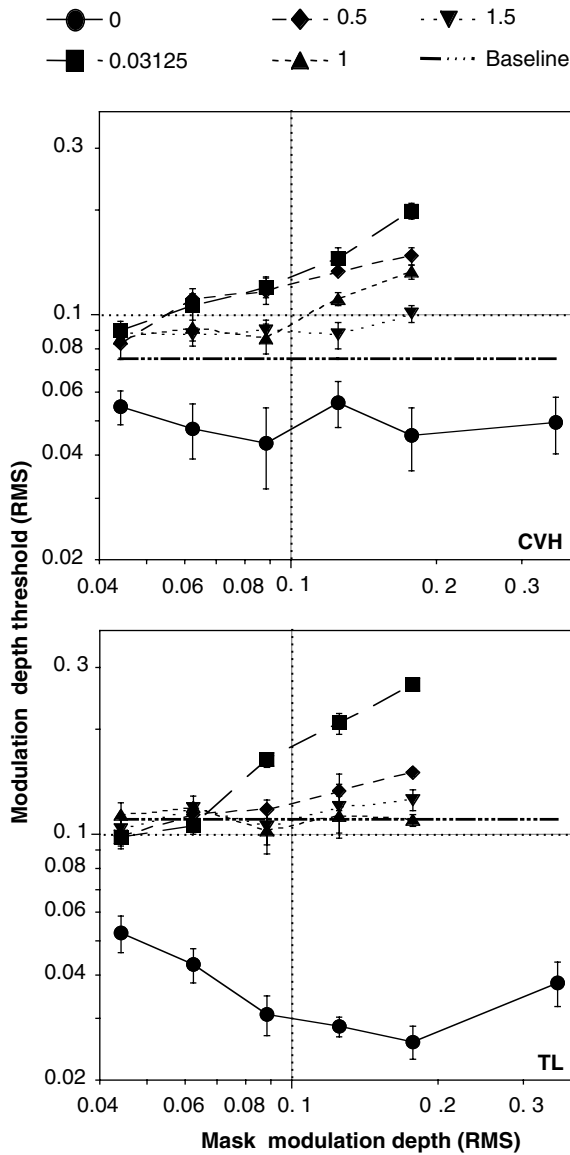 0 0.5 1.5
0.03125 1 Baseline
0.3
0.1
0.08
0.06
0.04
0.02
CVH
0.04 0.06 0.08 0.1 0.2 0.3
Modulation depth threshold (RMS)
0.3
0.1
0.08
0.06
0.04
0.02
TL
0.04 0.06 0.08 0.1 0.2 0.3
Mask modulation depth (RMS)